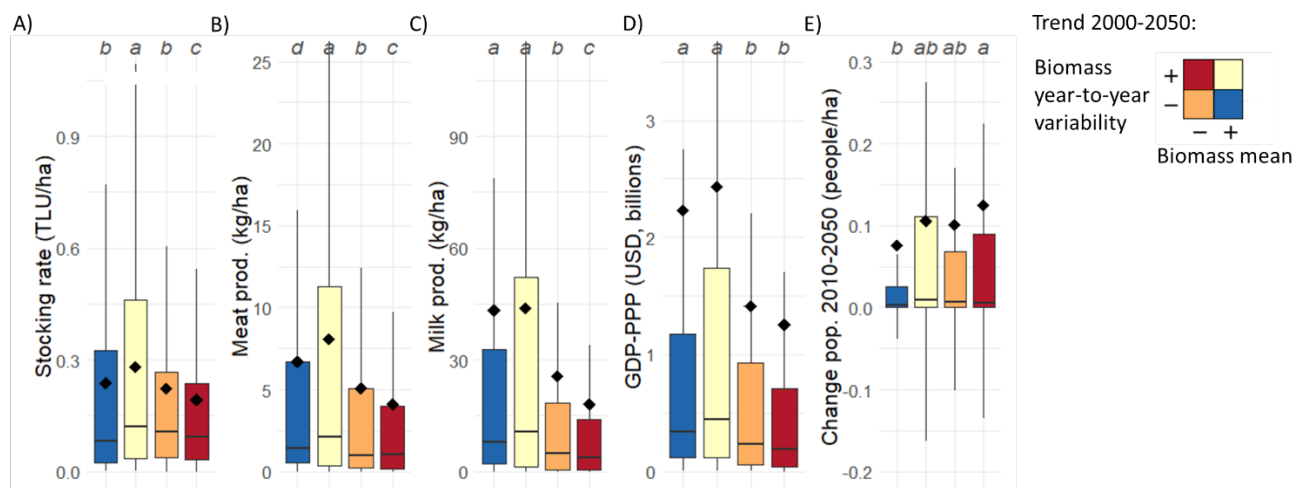 A)
b a b c
Stocking rate (TLU/ha)
0.9
0.6
0.3
0.0
B)
d a b c
Meat prod. (kg/ha)
25
20
15
10
5
0
C)
a a b c
Milk prod. (kg/ha)
90
60
30
0
D)
a a b b
GDP-PPP (USD, billions)
3
2
1
0
E)
b ab ab a
Change pop. 2010-2050 (people/ha)
0.3
0.2
0.1
0.0
-0.1
-0.2
Trend 2000-2050:
Biomass
year-to-year
variability
+
−
− +
Biomass mean